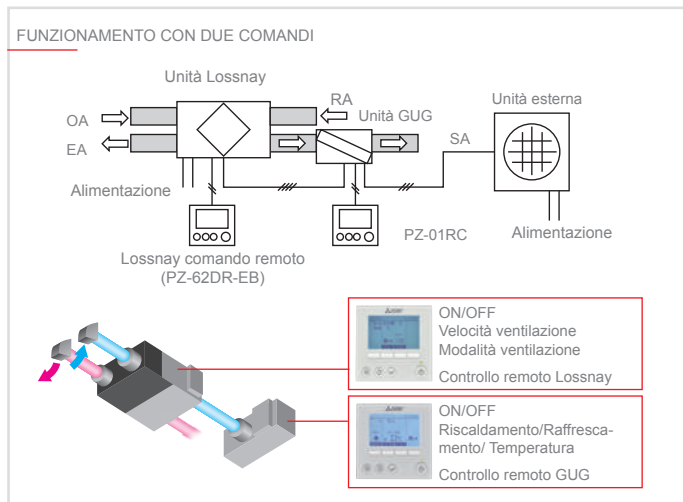 FUNZIONAMENTO CON DUE COMANDI
Unità Lossnay
OA
EA
RA
Unità GUG
SA
Unità esterna
Alimentazione
Lossnay comando remoto
(PZ-62DR-EB)
PZ-01RC
Alimentazione
ON/OFF
Velocità ventilazione
Modalità ventilazione
Controllo remoto Lossnay
ON/OFF
Riscaldamento/Raffresca-
mento/ Temperatura
Controllo remoto GUG